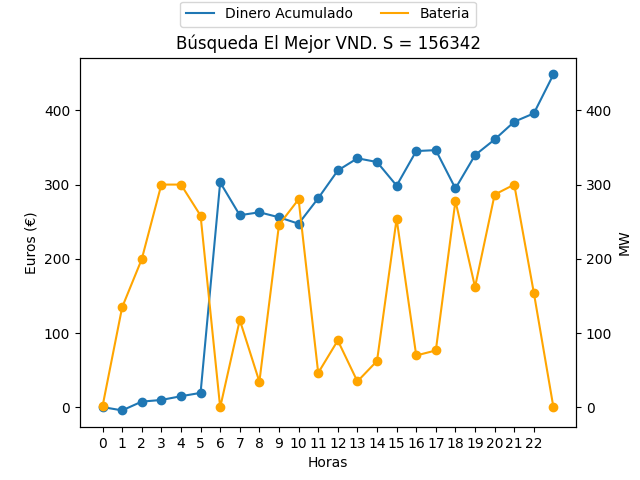 Dinero Acumulado Bateria
Búsqueda El Mejor VND. S = 156342
400 400
300 300
200 200
100 100
0 0
Euros (€)
MW
0 1 2 3 4 5 6 7 8 9 10 11 12 13 14 15 16 17 18 19 20 21 22
Horas